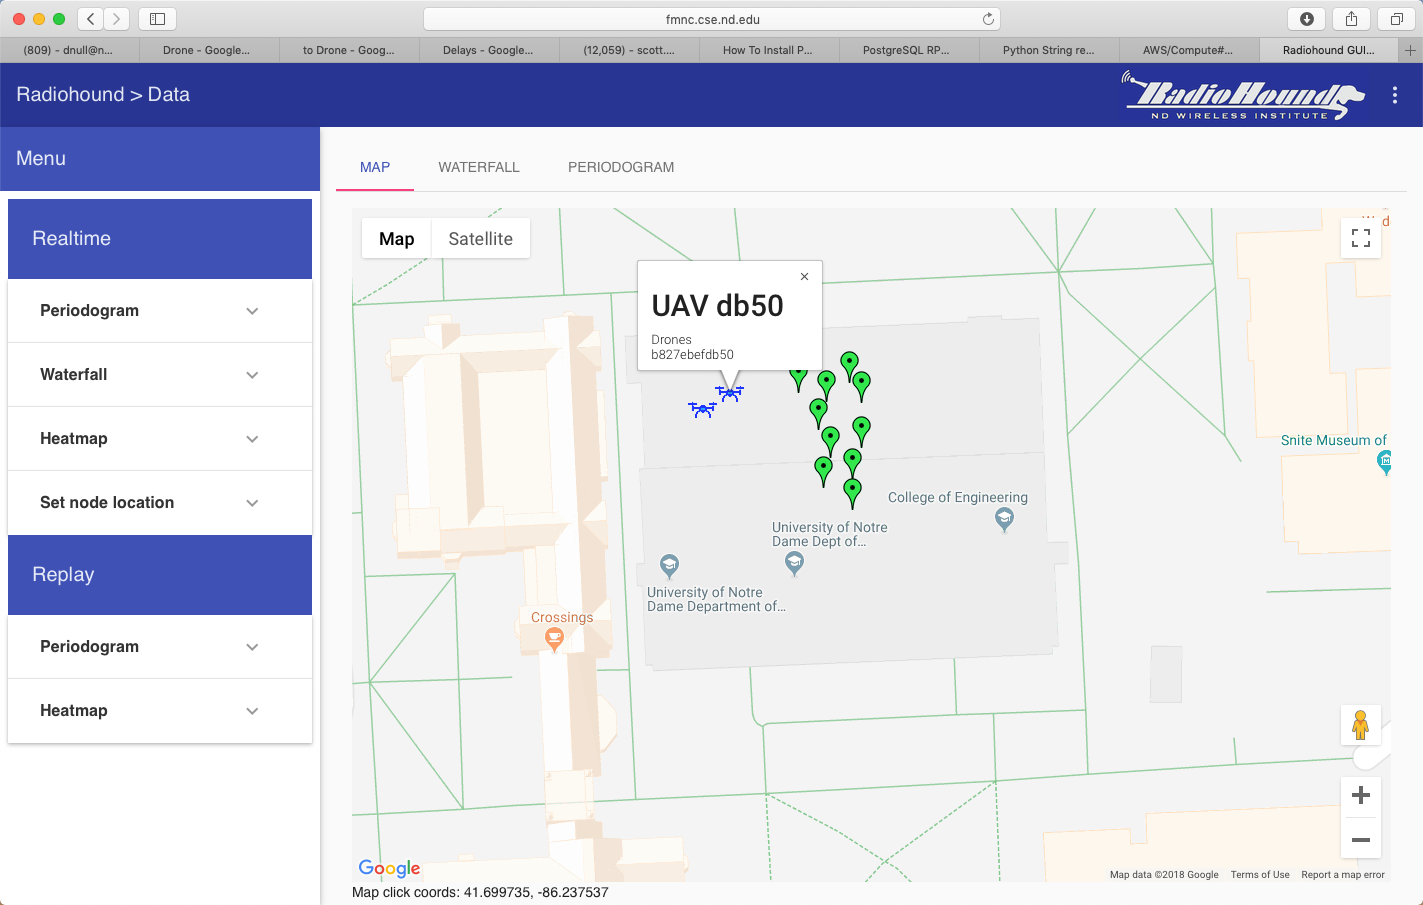 fmnc.cse.nd.edu
(809) - dnull@n...
Drone - Google...
to Drone - Goog...
Delays - Google...
(12,059) - scott....
How To Install P...
PostgreSQL RP...
Python String re...
AWS/Compute#...
Radiohound GUI...
Radiohound > Data
RadioHound
ND WIRELESS INSTITUTE
Menu
MAP
WATERFALL
PERIODOGRAM
Realtime
Periodogram
Waterfall
Heatmap
Set node location
Replay
Periodogram
Heatmap
Map
Satellite
UAV db50
Drones
b827ebefdb50
Snite Museum of
College of Engineering
University of Notre
Dame Dept of...
University of Notre
Dame Department of...
Crossings
Google
Map data ©2018 Google
Terms of Use
Report a map error
Map click coords: 41.699735, -86.237537